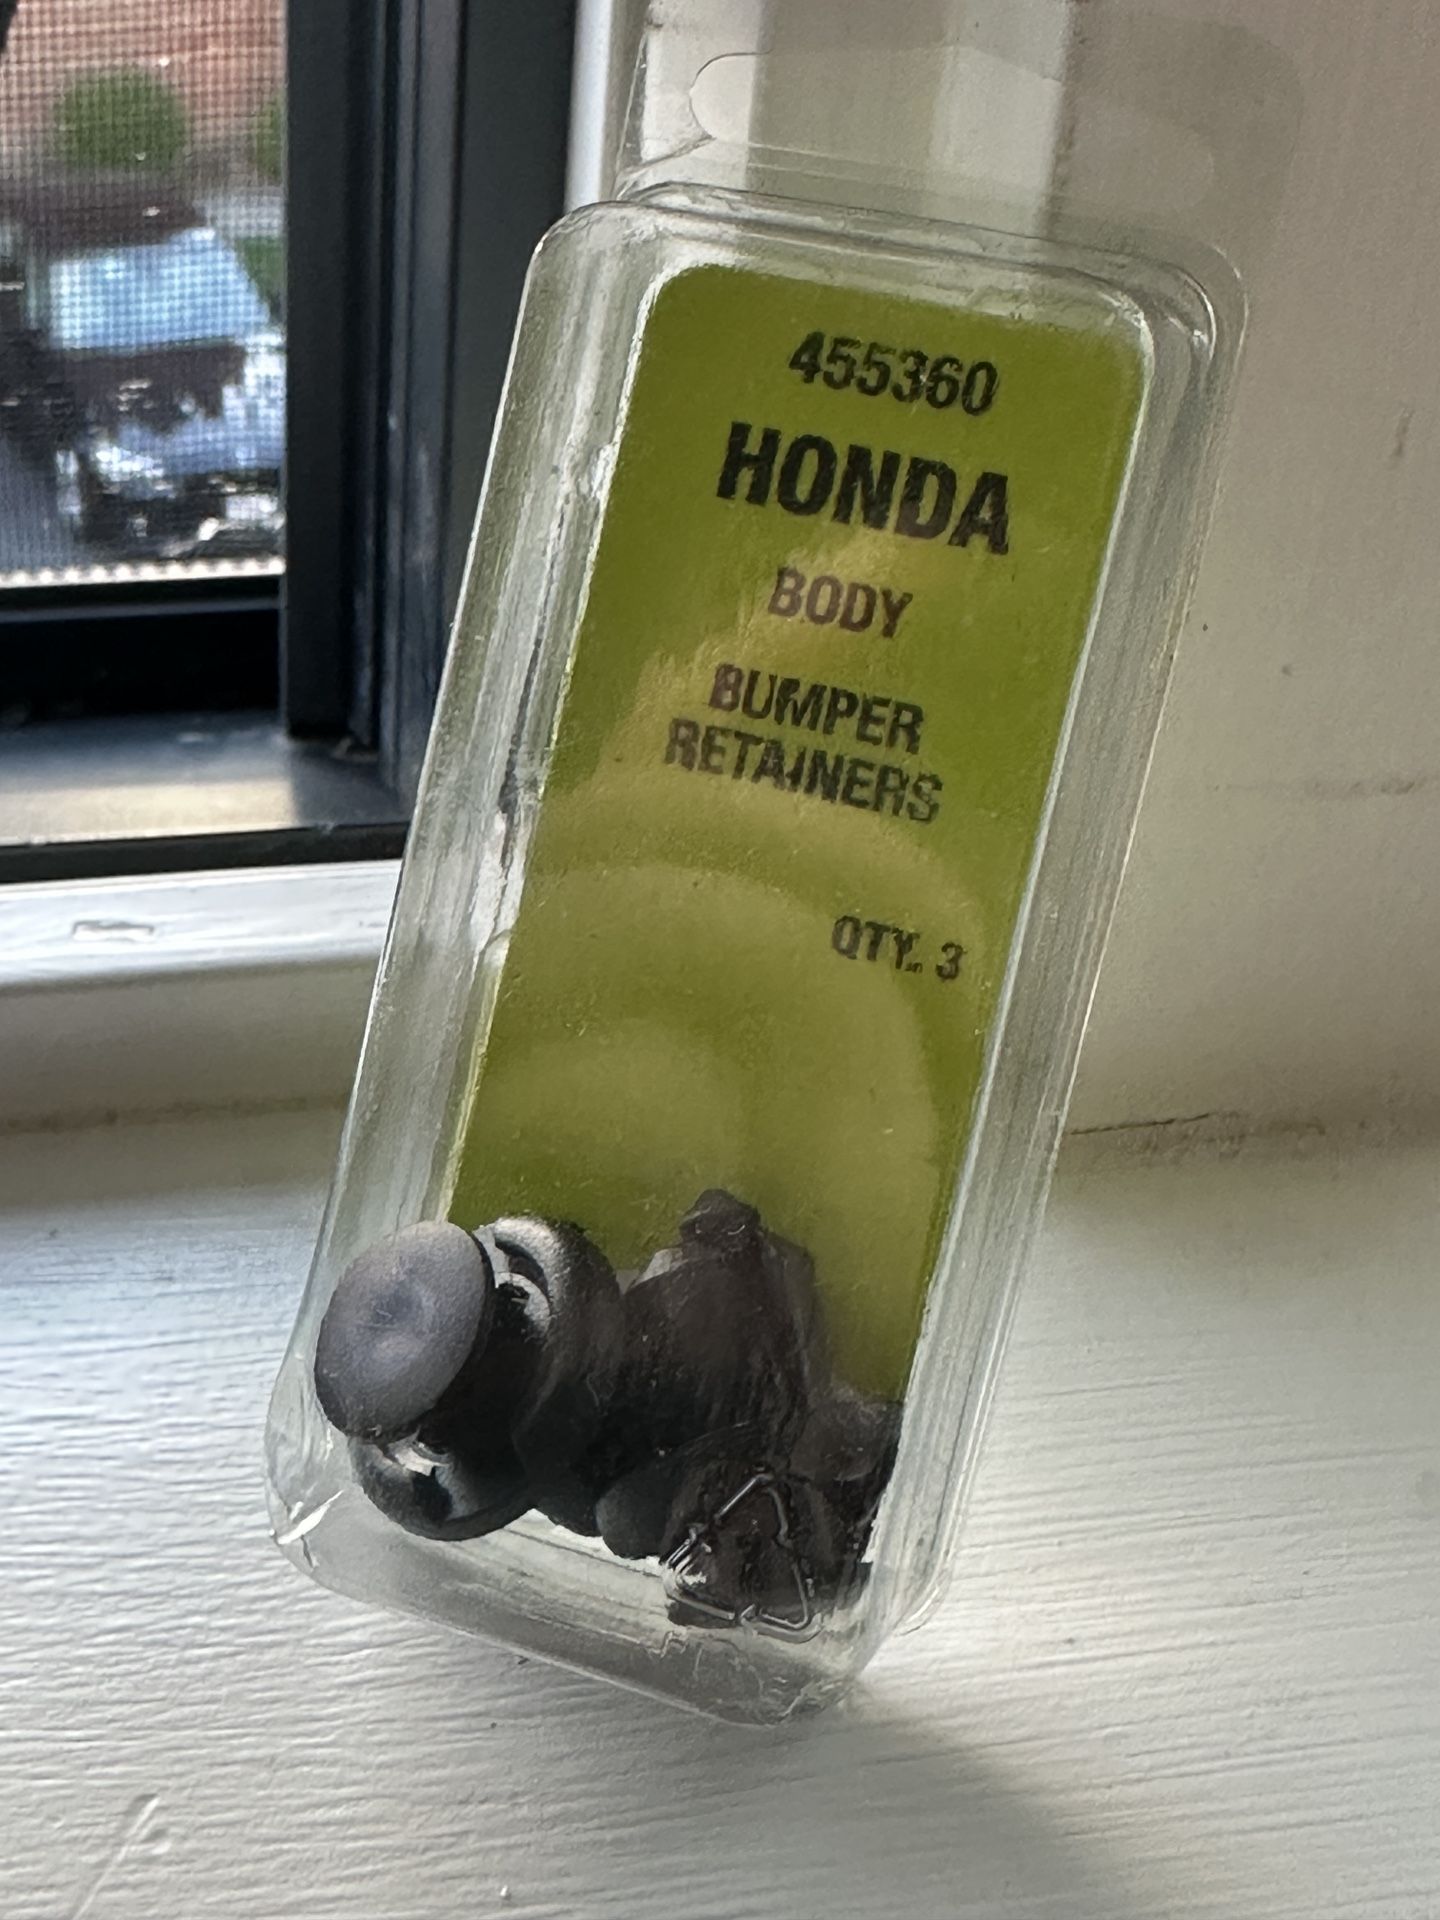 455360
HONDA
BODY
BUMPER
RETAINERS
QTY. 3